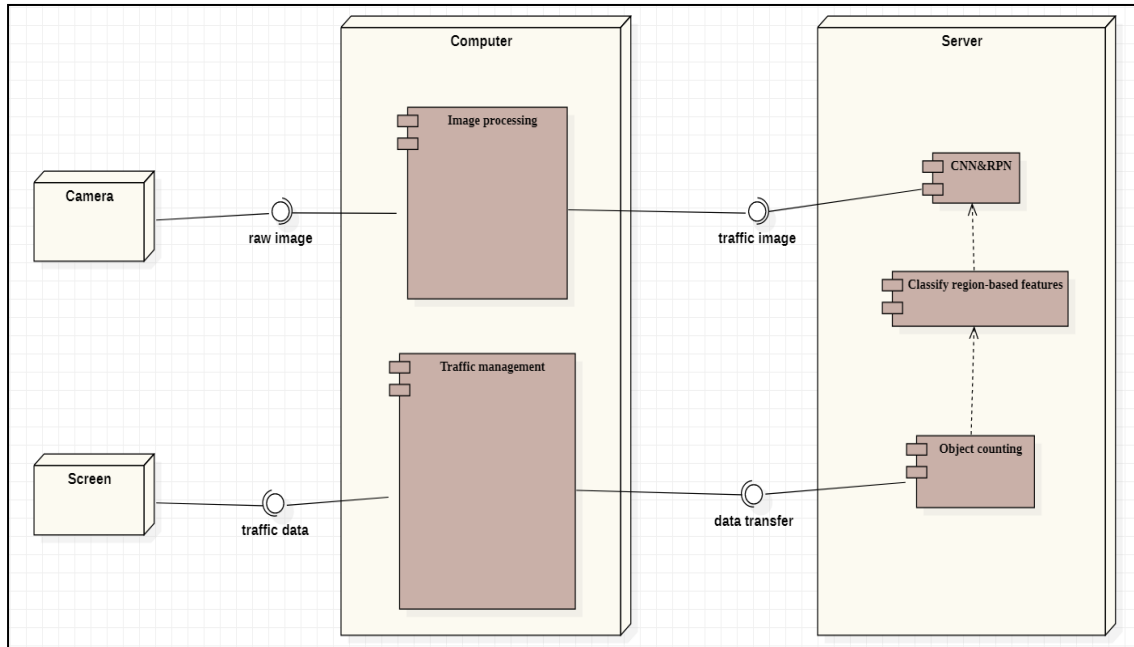 Computer
Server
Image processing
CNN&RPN
Camera
raw image
traffic image
Classify region-based features
Traffic management
Object counting
Screen
traffic data
data transfer